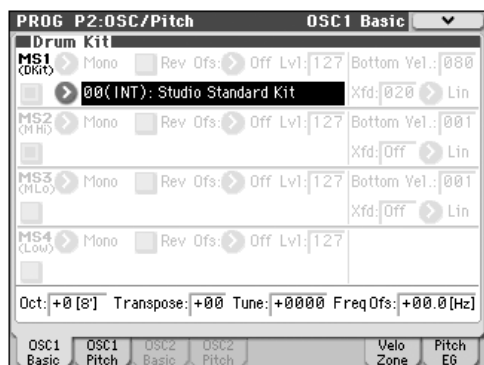 PROG P2:OSC/Pitch OSC1 Basic
Drum Kit
MS1 Mono Rev Ofs: Off Lvl: 127 Bottom Vel.: 080
(DKit)
00(INT): Studio Standard Kit Xfd: 020 Lin
MS2 Mono Rev Ofs: Off Lvl: 127 Bottom Vel.: 001
(M Hi)
Xfd: Off Lin
MS3 Mono Rev Ofs: Off Lvl: 127 Bottom Vel.: 001
(MLo)
Xfd: Off Lin
MS4 Mono Rev Ofs: Off Lvl: 127
(Low)
Oct: +0 [8'] Transpose: +00 Tune: +0000 Freq Ofs: +00.0 [Hz]
OSC1 Basic OSC1 Pitch OSC2 Basic OSC2 Pitch Velo Zone Pitch EG